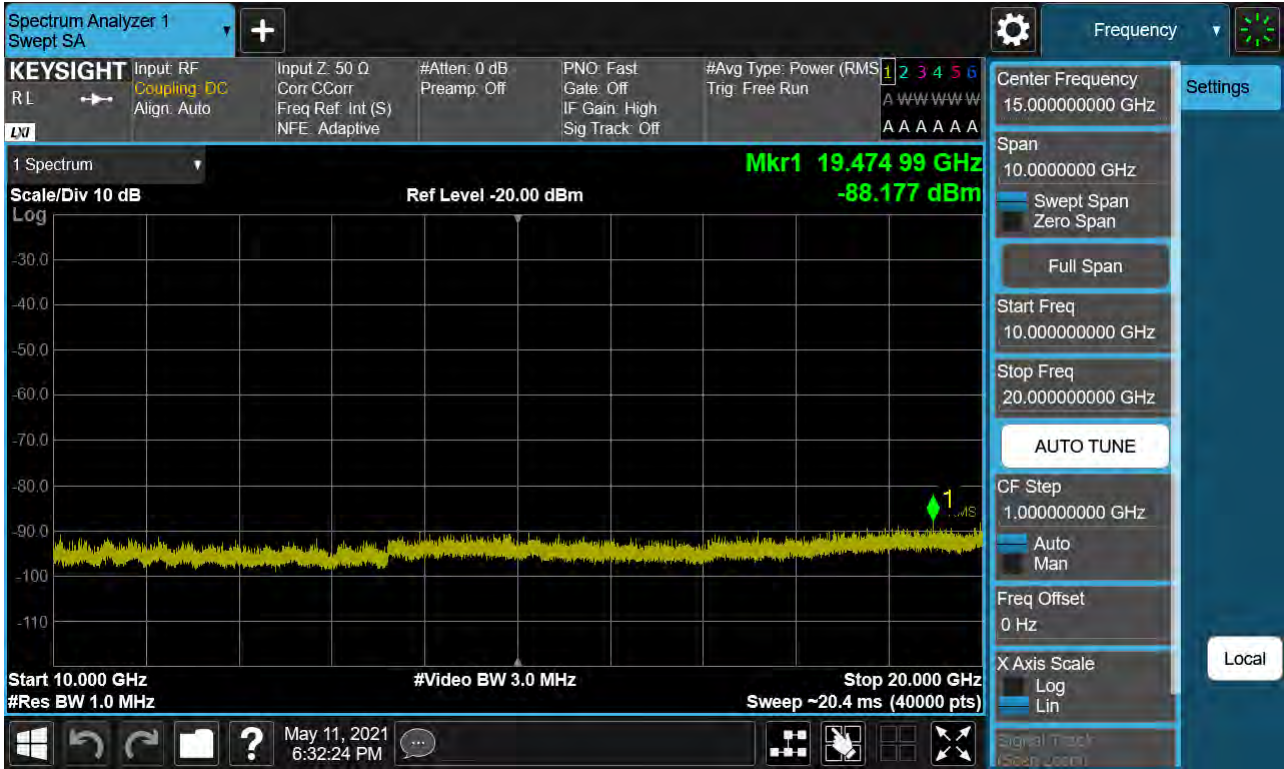 Spectrum Analyzer 1
Swept SA
+
Frequency
KEYSIGHT
RL
LXI
Input: RF
Coupling: DC
Align: Auto
Input Z: 50 Ω
Corr CCorr
Freq Ref: Int (S)
NFE: Adaptive
#Atten: 0 dB
Preamp: Off
PNO: Fast
Gate: Off
IF Gain: High
Sig Track: Off
#Avg Type: Power (RMS
Trig: Free Run
1 2 3 4 5 6
A W W W W W
A A A A A A
1 Spectrum
Scale/Div 10 dB
Ref Level -20.00 dBm
Mkr1 19.474 99 GHz
-88.177 dBm
Log
-30.0
-40.0
-50.0
-60.0
-70.0
-80.0
-90.0
-100
-110
1
Start 10.000 GHz
#Video BW 3.0 MHz
Stop 20.000 GHz
#Res BW 1.0 MHz
Sweep ~20.4 ms (40000 pts)
Center Frequency
15.000000000 GHz
Span
10.0000000 GHz
Swept Span
Zero Span
Full Span
Start Freq
10.000000000 GHz
Stop Freq
20.000000000 GHz
AUTO TUNE
CF Step
1.000000000 GHz
Auto
Man
Freq Offset
0 Hz
X Axis Scale
Log
Lin
Signal Track
(Span Zoom)
Settings
Local
?
May 11, 2021
6:32:24 PM